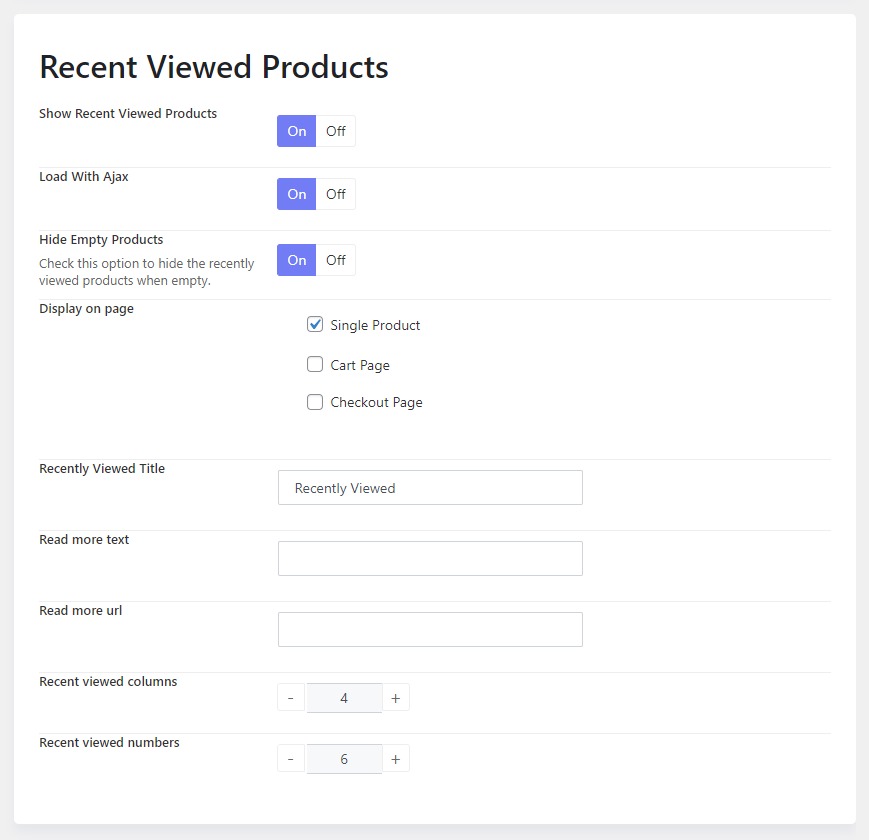 Recent Viewed Products
Show Recent Viewed Products
On Off
Load With Ajax
On Off
Hide Empty Products
On Off
Check this option to hide the recently
viewed products when empty.
Display on page
Single Product
Cart Page
Checkout Page
Recently Viewed Title
Recently Viewed
Read more text
Read more url
Recent viewed columns
- 4 +
Recent viewed numbers
- 6 +